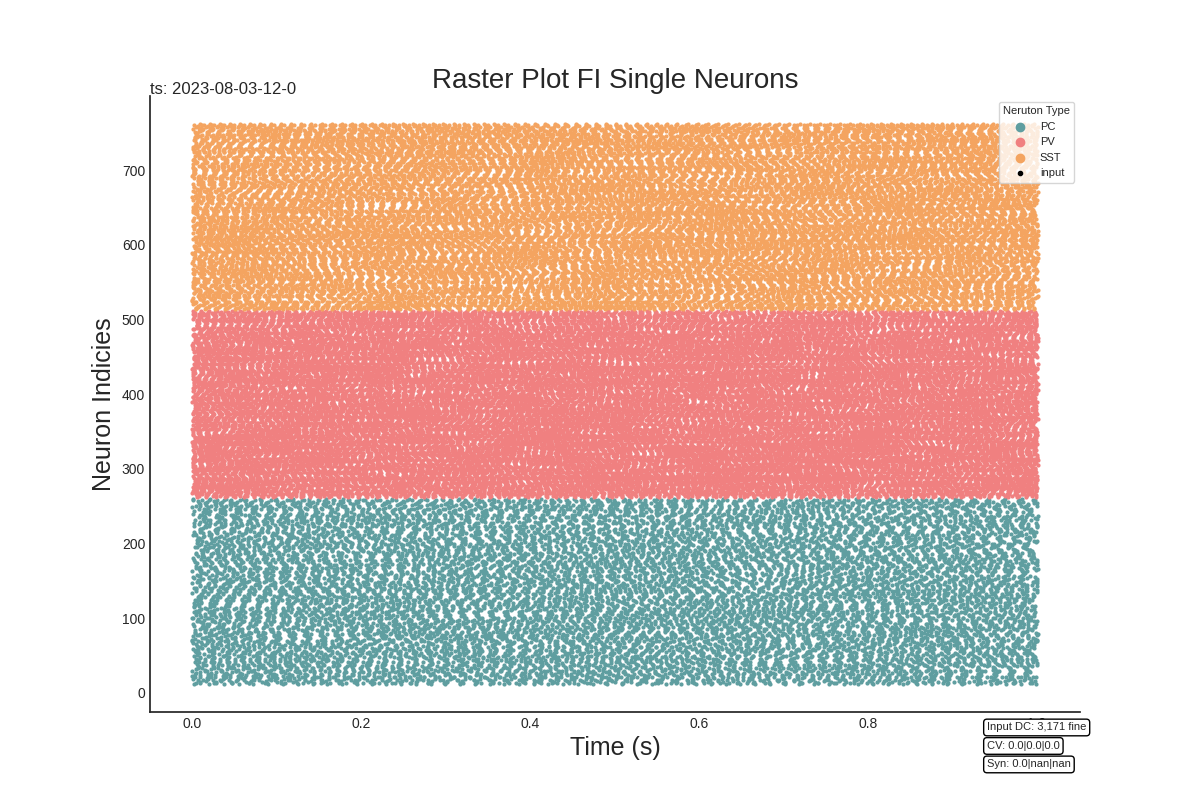 Raster Plot FI Single Neurons
ts: 2023-08-03-12-0
Neruton Type
PC
PV
SST
input
Neuron Indicies
700
600
500
400
300
200
100
0
0.0 0.2 0.4 0.6 0.8
Time (s)
Input DC: 3,171 fine
CV: 0.0|0.0|0.0
Syn: 0.0|nan|nan